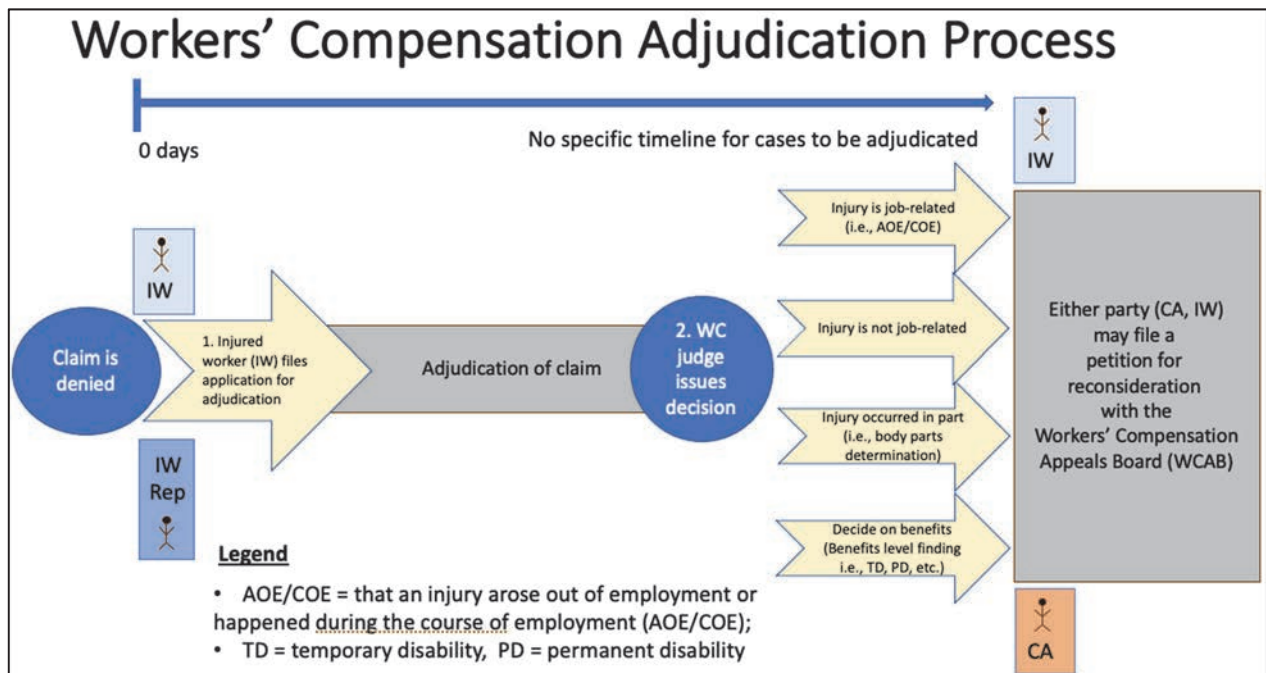 Workers' Compensation Adjudication Process
0 days
No specific timeline for cases to be adjudicated
IW
IW
Claim is
denied
1. Injured
worker (IW) files
application for
adjudication
IW
Rep
Adjudication of claim
2. WC
judge
issues
decision
Injury is job-related
(i.e., AOE/COE)
Injury is not job-related
Injury occurred in part
(i.e., body parts
determination)
Decide on benefits
(Benefits level finding
i.e., TD, PD, etc.)
Either party (CA, IW)
may file a
petition for
reconsideration
with the
Workers' Compensation
Appeals Board (WCAB)
CA
Legend
• AOE/COE = that an injury arose out of employment or
happened during the course of employment (AOE/COE);
• TD = temporary disability, PD = permanent disability